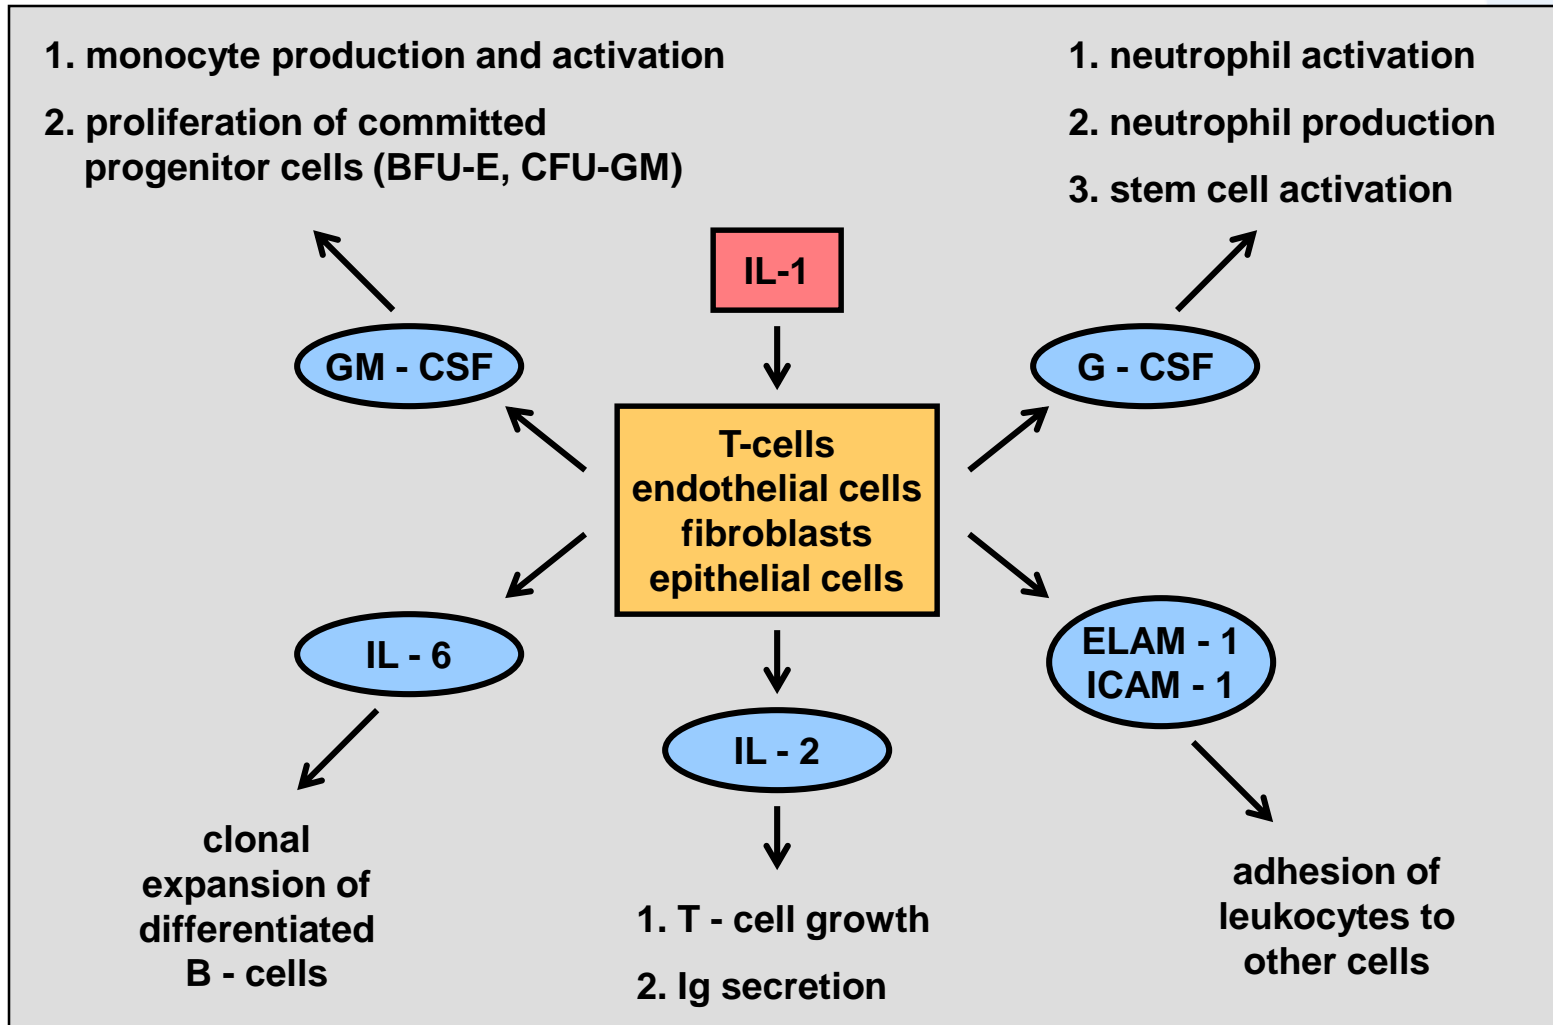 1. monocyte production and activation
2. proliferation of committed
progenitor cells (BFU-E, CFU-GM)
1. neutrophil activation
2. neutrophil production
3. stem cell activation
IL-1
GM - CSF
G - CSF
T-cells
endothelial cells
fibroblasts
epithelial cells
IL - 6
ELAM - 1
ICAM - 1
IL - 2
clonal
expansion of
differentiated
B - cells
1. T - cell growth
2. Ig secretion
adhesion of
leukocytes to
other cells